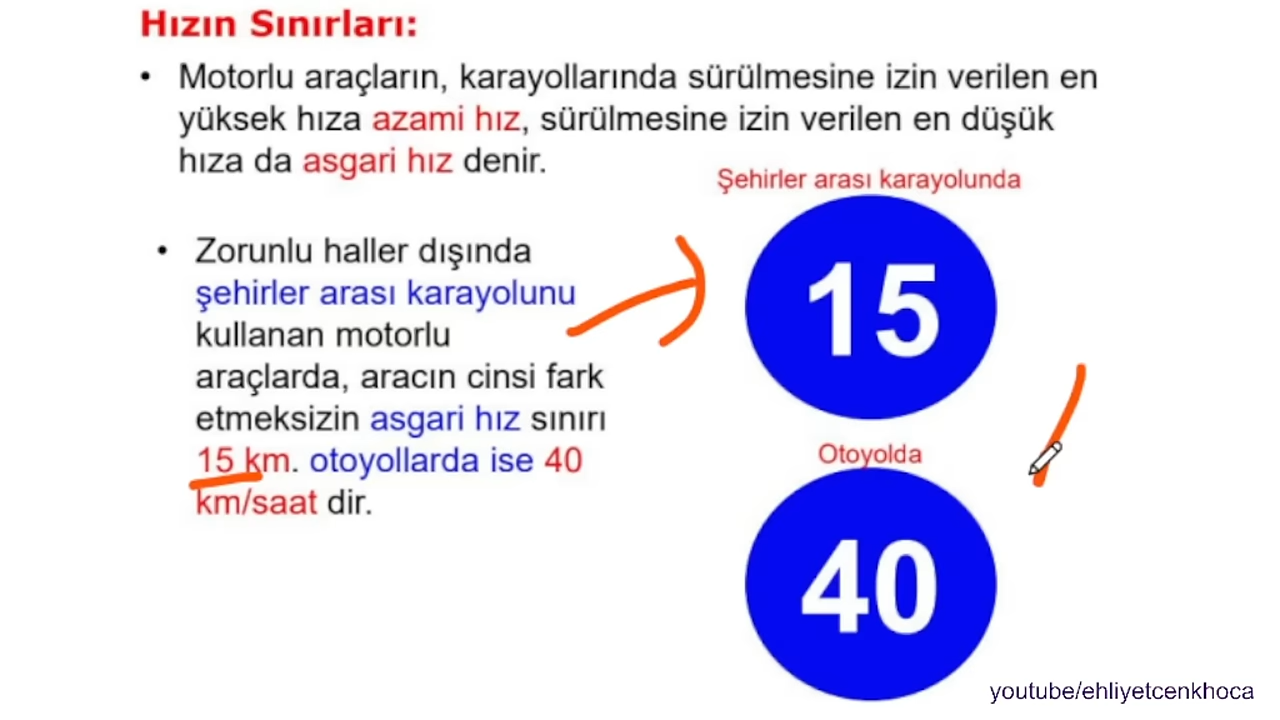 Hızın Sınırları:
• Motorlu araçların, karayollarında sürülmesine izin verilen en
yüksek hıza azami hız, sürülmesine izin verilen en düşük
hıza da asgari hız denir.
• Zorunlu haller dışında
şehirler arası karayolunu
kullanan motorlu
araçlarda, aracın cinsi fark
etmeksizin asgari hız sınırı
15 km. otoyollarda ise 40
km/saat dir.
Şehirler arası karayolunda
15
Otoyolda
40
youtube/ehliyetcenkhoca